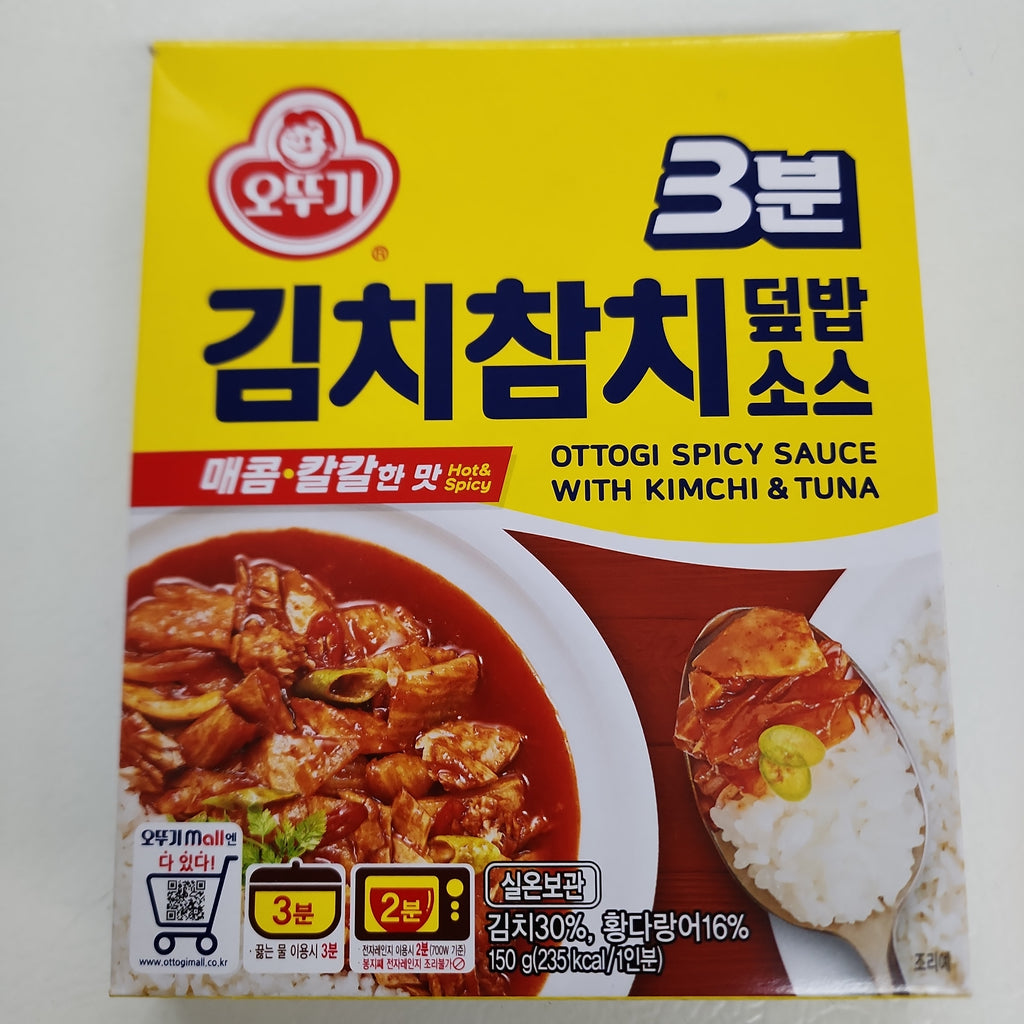 오뚜기
®
3분
김치참치 덮밥
소스
매콤·칼칼한 맛 Hot&
Spicy
OTTOGI SPICY SAUCE
WITH KIMCHI & TUNA
오뚜기mall엔
다 있다!
www.ottogimall.co.kr
3분
· 끓는 물 이용시 3분
2분
· 전자레인지 이용시 2분(700W 기준)
· 봉지째 전자레인지 조리불가
실온보관
김치30%, 황다랑어16%
150 g(235 kcal/1인분)
조리예